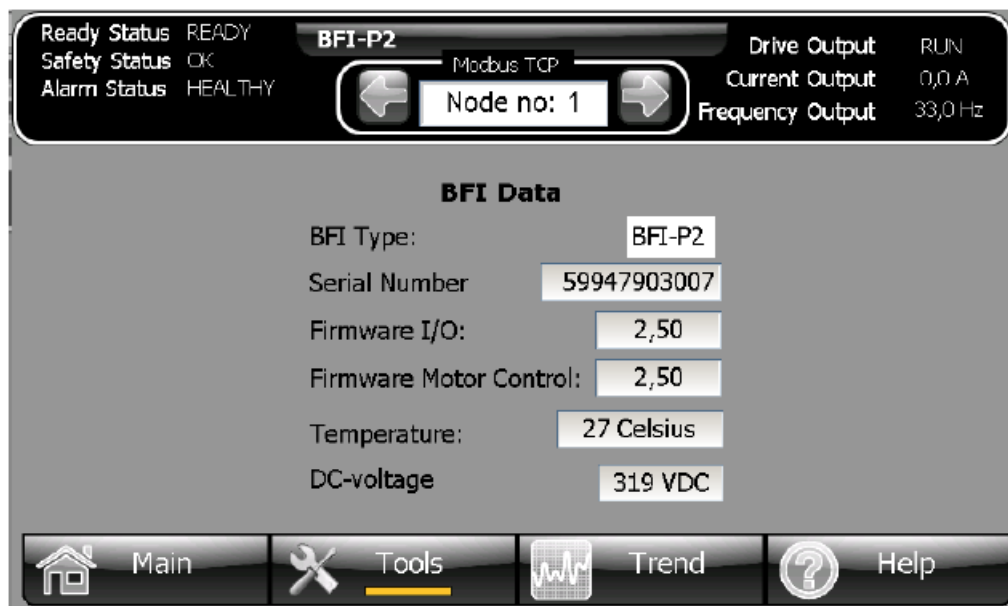 Ready Status READY
Safety Status OK
Alarm Status HEALTHY
BFI-P2
Modbus TCP
Node no: 1
Drive Output RUN
Current Output 0,0 A
Frequency Output 33,0 Hz
BFI Data
BFI Type: BFI-P2
Serial Number 59947903007
Firmware I/O: 2,50
Firmware Motor Control: 2,50
Temperature: 27 Celsius
DC-voltage 319 VDC
Main Tools Trend Help